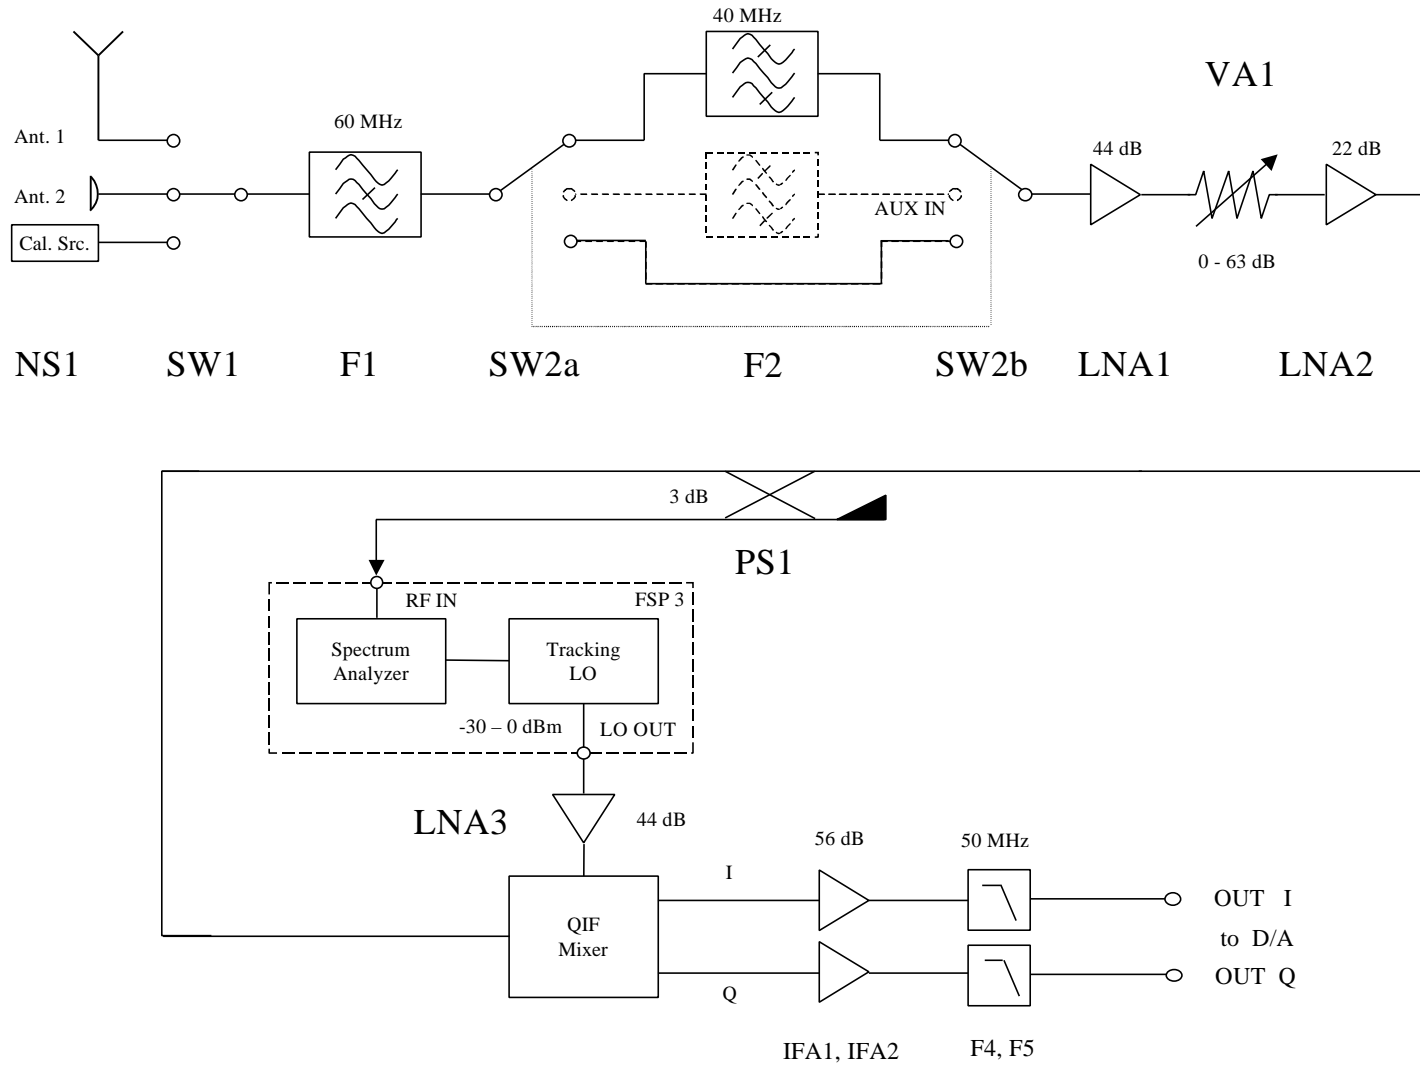 40 MHz
VA1
60 MHz
Ant. 1
44 dB
22 dB
Ant. 2
AUX IN
Cal. Src.
0 - 63 dB
NS1
SW1
F1
SW2a
F2
SW2b
LNA1
LNA2
3 dB
PS1
RF IN
FSP 3
Spectrum
Analyzer
Tracking
LO
-30 – 0 dBm
LO OUT
LNA3
44 dB
56 dB
50 MHz
I
OUT I
QIF
Mixer
to D/A
OUT Q
Q
IFA1, IFA2
F4, F5